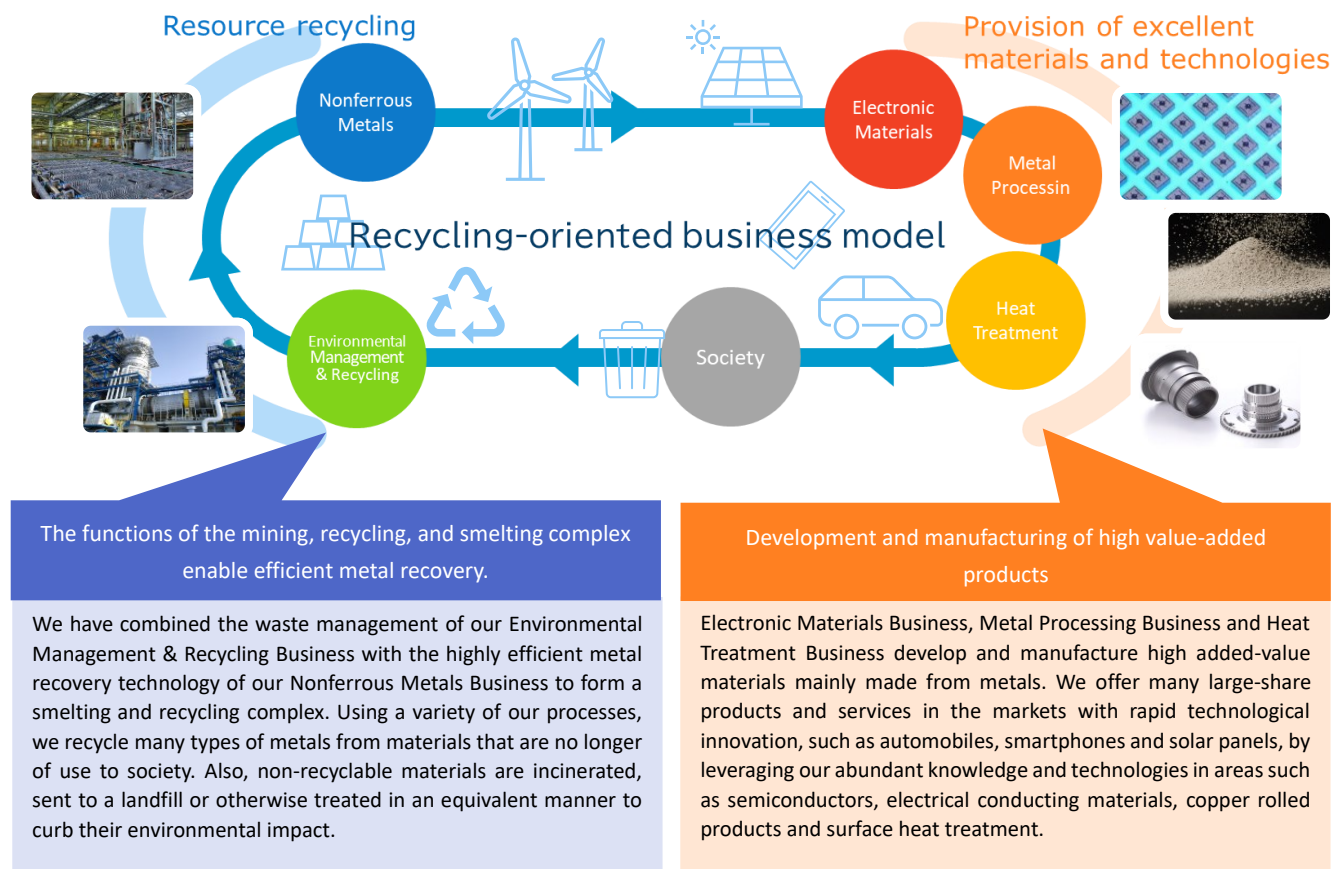 Resource recycling
Provision of excellent
materials and technologies
Nonferrous
Metals
Electronic
Materials
Metal
Processin
Recycling-oriented business model
Heat
Treatment
Environmental
Management
& Recycling
Society
The functions of the mining, recycling, and smelting complex
enable efficient metal recovery.
We have combined the waste management of our Environmental
Management & Recycling Business with the highly efficient metal
recovery technology of our Nonferrous Metals Business to form a
smelting and recycling complex. Using a variety of our processes,
we recycle many types of metals from materials that are no longer
of use to society. Also, non-recyclable materials are incinerated,
sent to a landfill or otherwise treated in an equivalent manner to
curb their environmental impact.
Development and manufacturing of high value-added
products
Electronic Materials Business, Metal Processing Business and Heat
Treatment Business develop and manufacture high added-value
materials mainly made from metals. We offer many large-share
products and services in the markets with rapid technological
innovation, such as automobiles, smartphones and solar panels, by
leveraging our abundant knowledge and technologies in areas such
as semiconductors, electrical conducting materials, copper rolled
products and surface heat treatment.